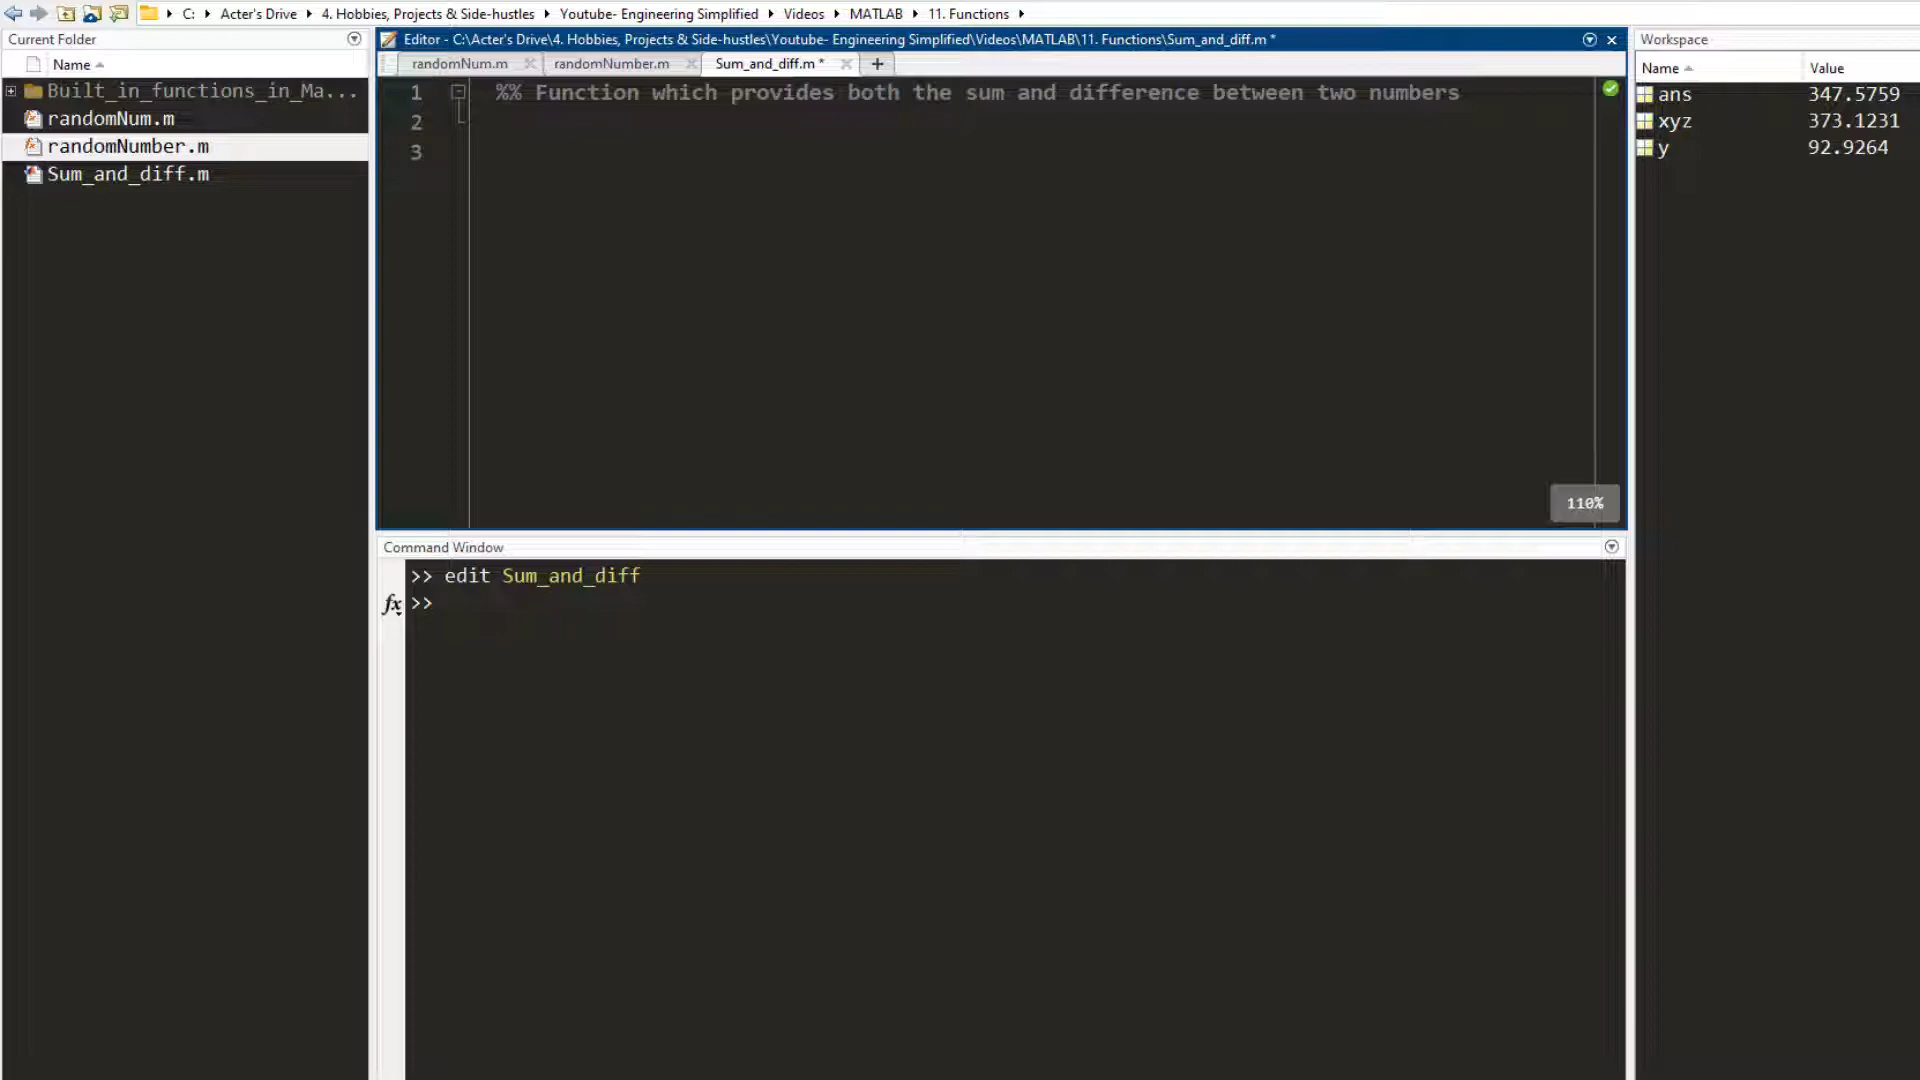 C: Acter's Drive 4. Hobbies, Projects & Side-hustles Youtube- Engineering Simplified Videos MATLAB 11. Functions
Current Folder
Name
Built_in_functions_in_Ma...
randomNum.m
randomNumber.m
Sum_and_diff.m
Editor - C:\Acter's Drive\4. Hobbies, Projects & Side-hustles\Youtube- Engineering Simplified\Videos\MATLAB\11. Functions\Sum_and_diff.m *
randomNum.m randomNumber.m Sum_and_diff.m * +
1 %% Function which provides both the sum and difference between two numbers
2
3
110%
Command Window
>> edit Sum_and_diff
fx >>
Workspace
Name Value
ans 347.5759
xyz 373.1231
y 92.9264